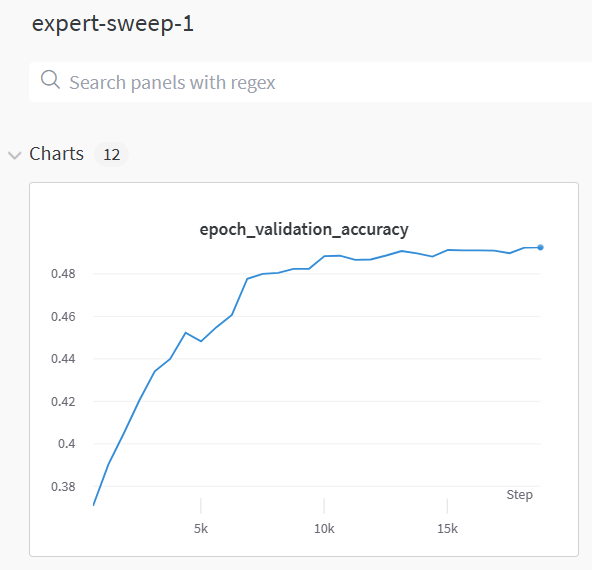 expert-sweep-1
Search panels with regex
Charts 12
epoch_validation_accuracy
0.48
0.46
0.44
0.42
0.4
0.38
Step
5k 10k 15k